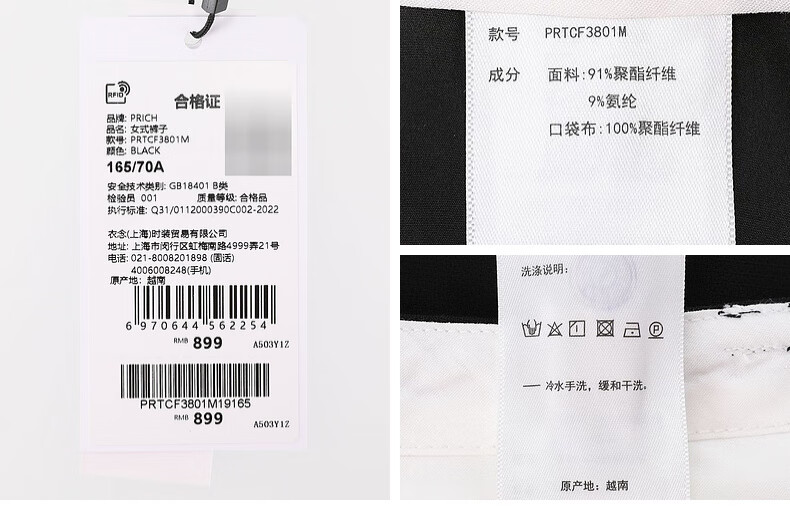 RFID
合格证
品牌: PRICH
品名: 女式裤子
款号: PRTCF3801M
颜色: BLACK
165/70A
安全技术类别: GB18401 B类
检验员 001 质量等级: 合格品
执行标准: Q31/0112000390C002-2022
衣念(上海)时装贸易有限公司
地址: 上海市闵行区虹梅南路4999弄21号
电话: 021-8008201898 (固话)
4006008248(手机)
原产地: 越南
6 970644 562254
RMB 899 A503Y1Z
PRTCF3801M19165
RMB 899 A503Y1Z
款号 PRTCF3801M
成分 面料:91%聚酯纤维
9%氨纶
口袋布:100%聚酯纤维
洗涤说明:
P
— 冷水手洗，缓和干洗。
原产地: 越南